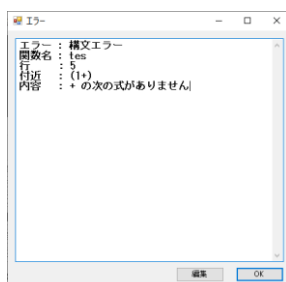 エラー
エラー : 構文エラー
関数名 : tes
行 : 5
付近 : (1+)
内容 : + の次の式がありません
編集
OK